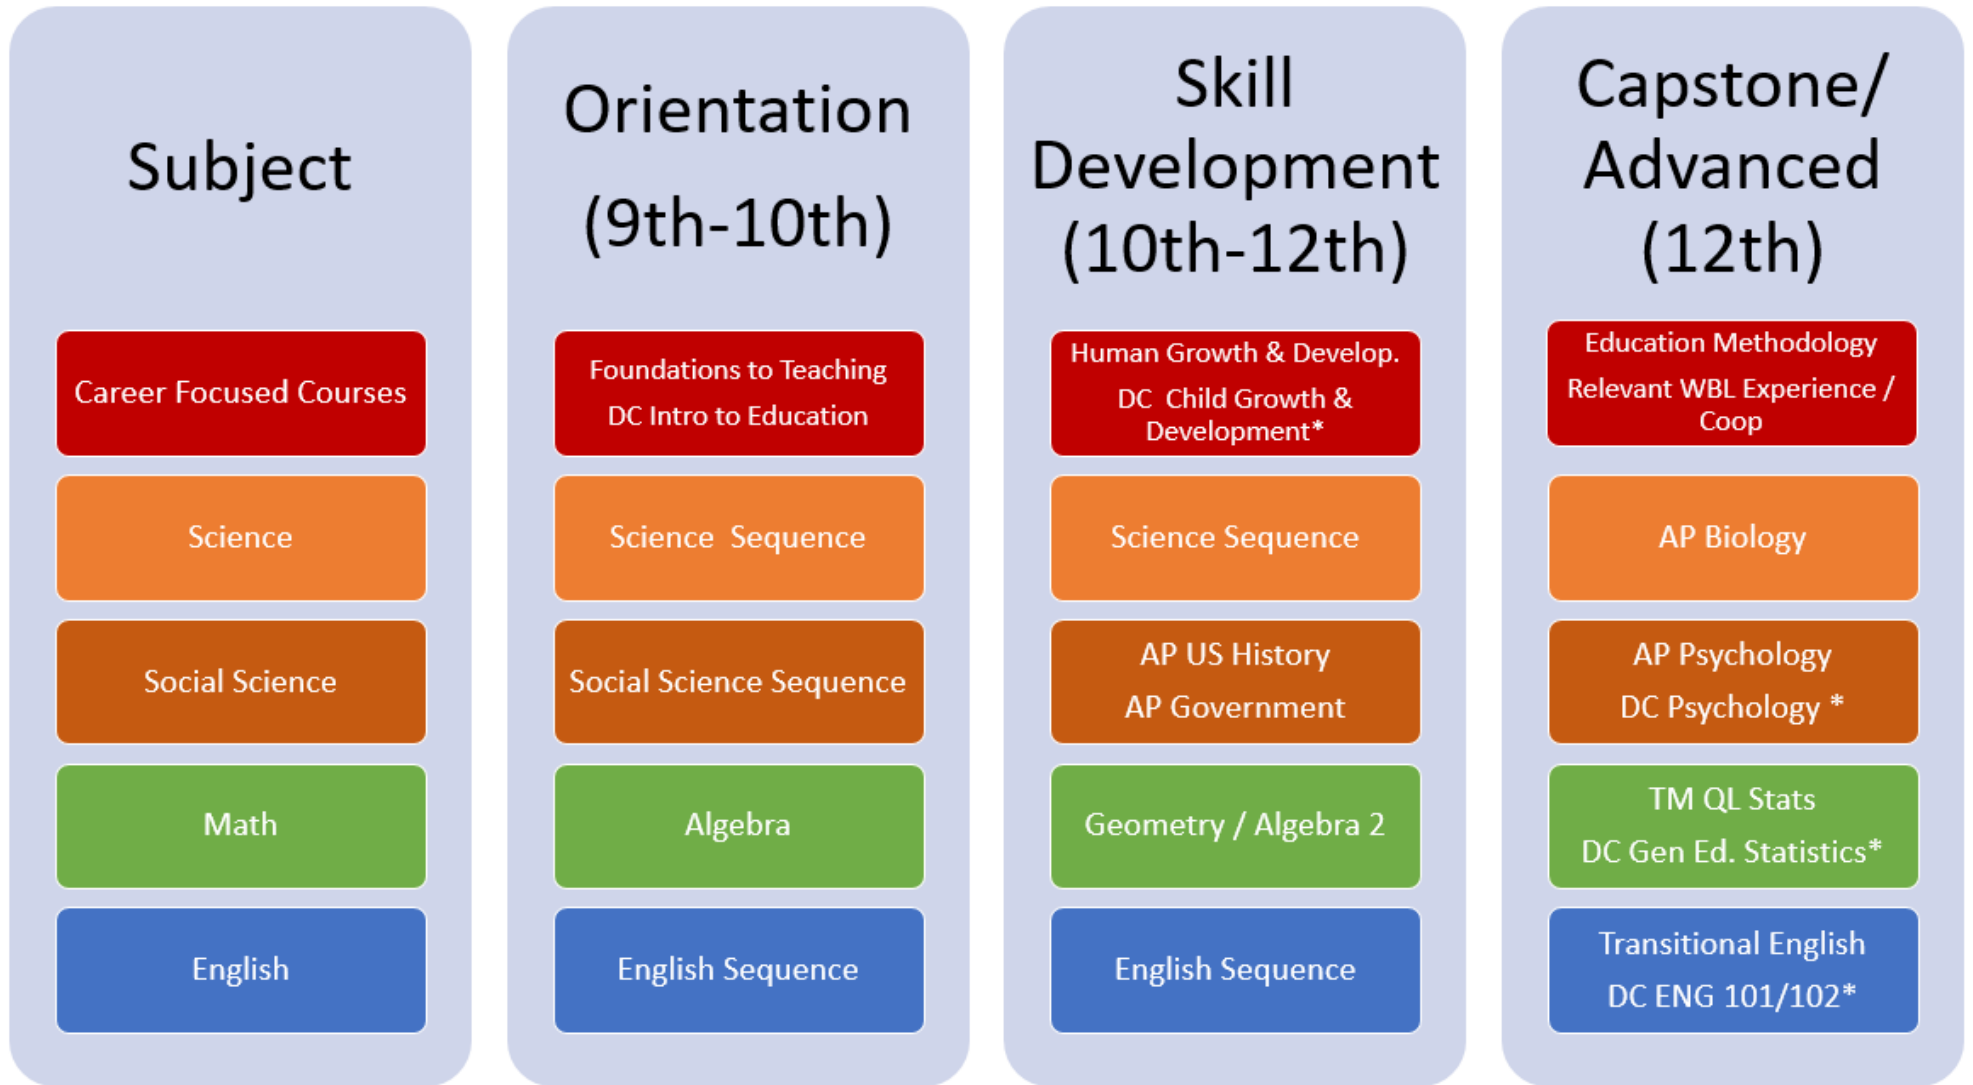 Subject
Career Focused Courses
Science
Social Science
Math
English
Orientation
(9th-10th)
Foundations to Teaching
DC Intro to Education
Science  Sequence
Social Science Sequence
Algebra
English Sequence
Skill
Development
(10th-12th)
Human Growth & Develop.
DC  Child Growth &
Development*
Science Sequence
AP US History
AP Government
Geometry / Algebra 2
English Sequence
Capstone/
Advanced
(12th)
Education Methodology
Relevant WBL Experience /
Coop
AP Biology
AP Psychology
DC Psychology *
TM QL Stats
DC Gen Ed. Statistics*
Transitional English
DC ENG 101/102*